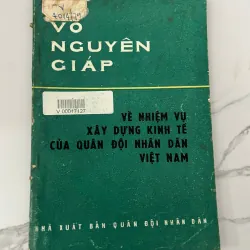 VÕ
NGUYÊN
GIÁP
V 00019127
VỀ NHIỆM VỤ
XÂY DỰNG KINH TẾ
CỦA QUÂN ĐỘI NHÂN DÂN
VIỆT NAM
NHÀ XUẤT BẢN QUÂN ĐỘI NHÂN DÂN